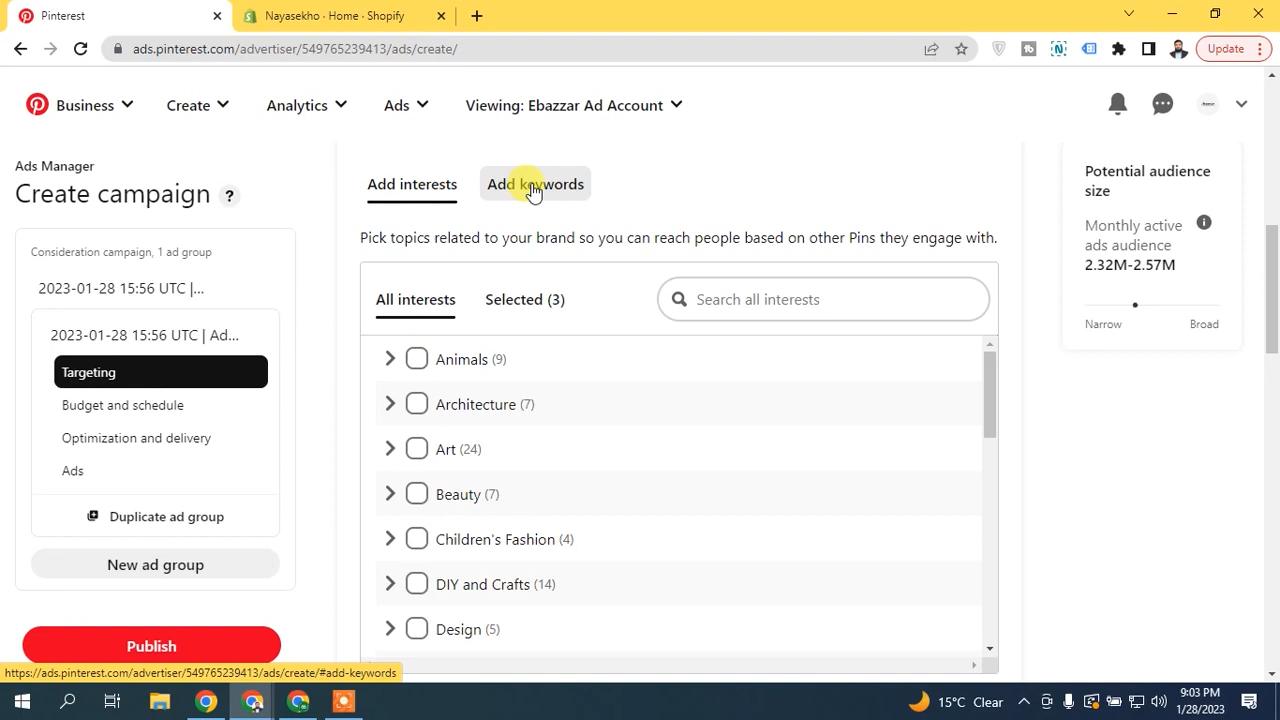 Pinterest
Nayasekho · Home · Shopify
ads.pinterest.com/advertiser/549765239413/ads/create/
Update
Business
Create
Analytics
Ads
Viewing: Ebazzar Ad Account
Ads Manager
Create campaign ?
Consideration campaign, 1 ad group
2023-01-28 15:56 UTC |...
2023-01-28 15:56 UTC | Ad...
Targeting
Budget and schedule
Optimization and delivery
Ads
Duplicate ad group
New ad group
Publish
Add interests
Add keywords
Pick topics related to your brand so you can reach people based on other Pins they engage with.
All interests
Selected (3)
Search all interests
Animals (9)
Architecture (7)
Art (24)
Beauty (7)
Children's Fashion (4)
DIY and Crafts (14)
Design (5)
Potential audience
size
Monthly active
ads audience
2.32M-2.57M
Narrow
Broad
https://ads.pinterest.com/advertiser/549765239413/ads/create/#add-keywords
15°C Clear
9:03 PM
1/28/2023